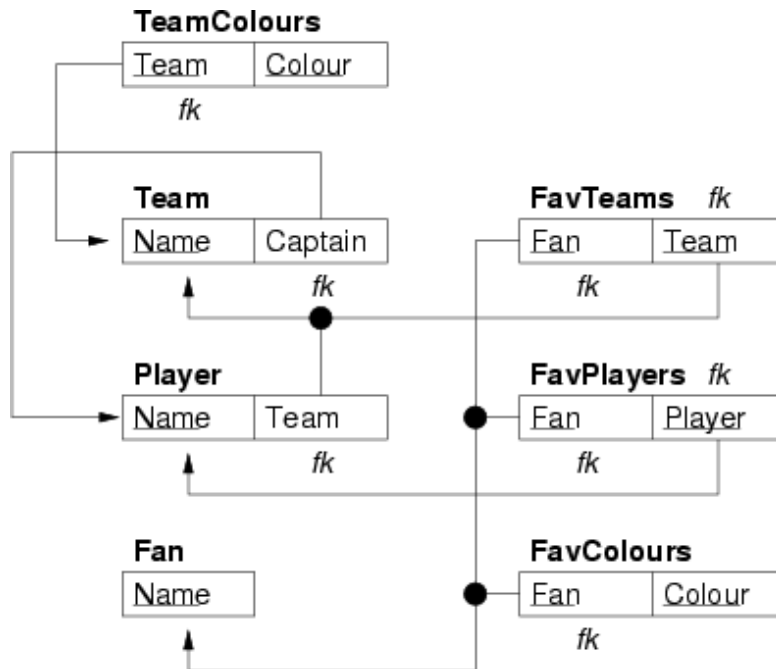 TeamColours
Team Colour
fk
Team
Name Captain
fk
FavTeams fk
Fan Team
fk
Player
Name Team
fk
FavPlayers fk
Fan Player
fk
Fan
Name
FavColours
Fan Colour
fk